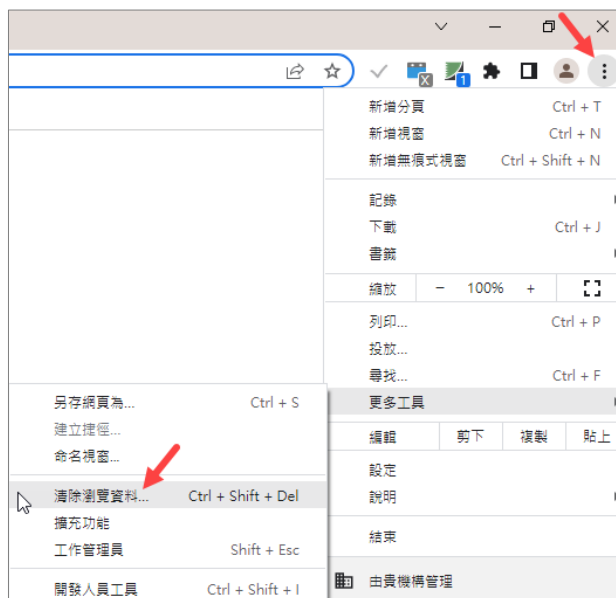 X 1
新增分頁 Ctrl + T
新增視窗 Ctrl + N
新增無痕式視窗 Ctrl + Shift + N
記錄
下載 Ctrl + J
書籤
縮放 − 100% +
列印... Ctrl + P
投放...
尋找... Ctrl + F
更多工具
編輯 剪下 複製 貼上
設定
說明
結束
由貴機構管理
另存網頁為... Ctrl + S
建立捷徑...
命名視窗...
清除瀏覽資料... Ctrl + Shift + Del
擴充功能
工作管理員 Shift + Esc
開發人員工具 Ctrl + Shift + I